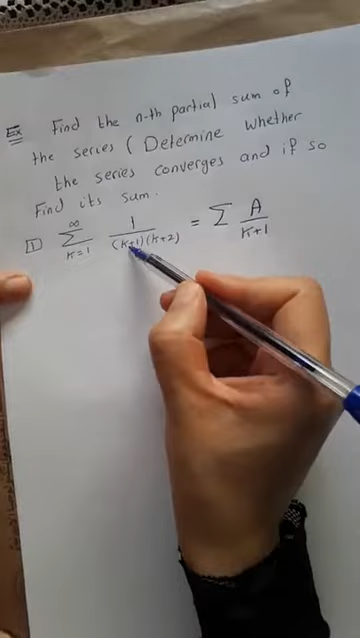 Ex Find the n-th partial sum of
the series ( Determine whether
the series converges and if so
Find its sum.
1 ∞ ∑ k=1 1/(k+1)(k+2) = ∑ A/k+1